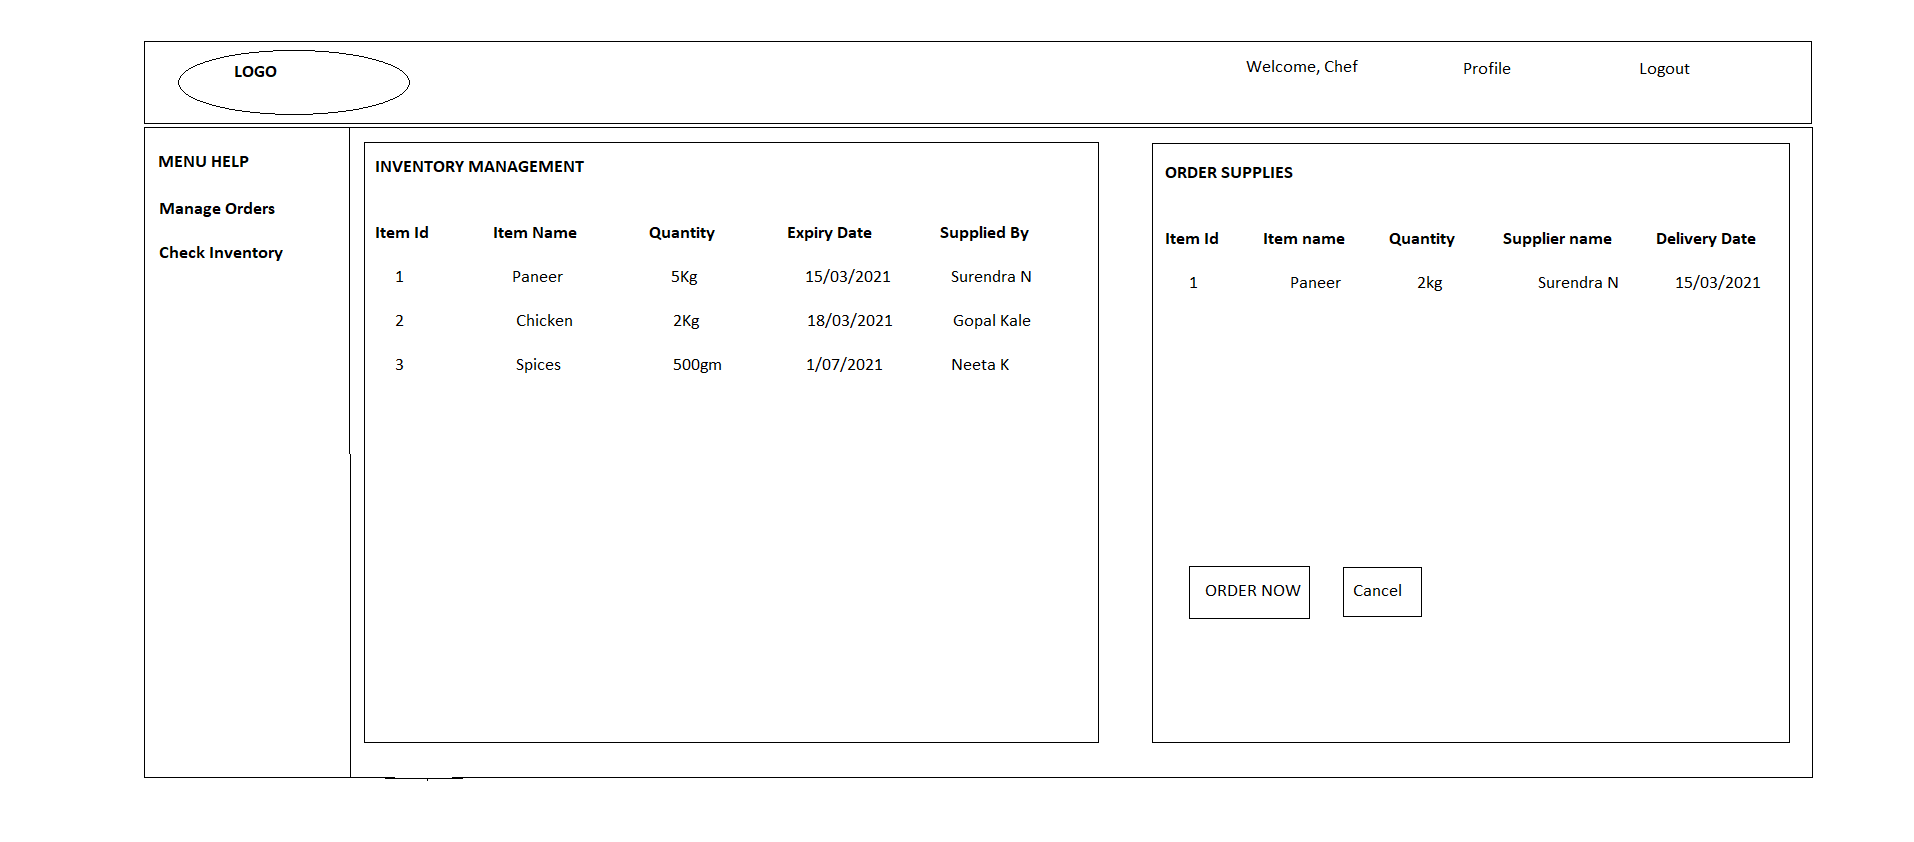 LOGO
Welcome, Chef Profile Logout
MENU HELP
Manage Orders
Check Inventory
INVENTORY MANAGEMENT
Item Id Item Name Quantity Expiry Date Supplied By
1 Paneer 5Kg 15/03/2021 Surendra N
2 Chicken 2Kg 18/03/2021 Gopal Kale
3 Spices 500gm 1/07/2021 Neeta K
ORDER SUPPLIES
Item Id Item name Quantity Supplier name Delivery Date
1 Paneer 2kg Surendra N 15/03/2021
ORDER NOW Cancel